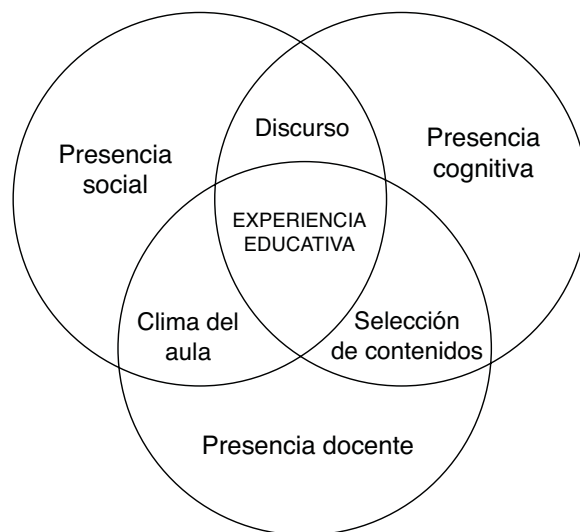 Discurso
Presencia
social
Presencia
cognitiva
EXPERIENCIA
EDUCATIVA
Clima del
aula
Selección
de contenidos
Presencia docente